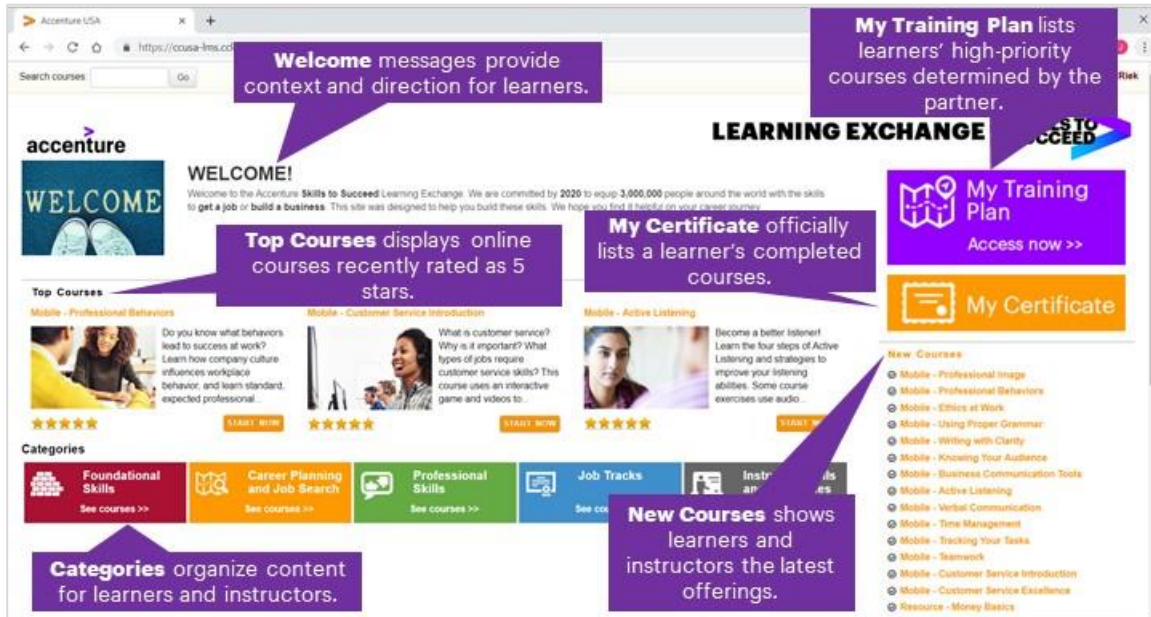 Accenture USA
https://ccusa-lms.cc
Search courses
Go
Riek
Welcome messages provide
context and direction for learners.
My Training Plan lists
learners' high-priority
courses determined by the
partner.
accenture
LEARNING EXCHANGE
WELCOME
WELCOME!
Welcome to the Accenture Skills to Succeed Learning Exchange. We are committed by 2020 to equip 3,000,000 people around the world with the skills
to get a job or build a business. This site was designed to help you build these skills. We hope you find it helpful on your career journey
My Training
Plan
Access now >>
My Certificate officially
lists a learner's completed
courses.
My Certificate
Top Courses displays online
courses recently rated as 5
stars.
Top Courses
Mobile - Professional Behaviors
Do you know what behaviors
lead to success at work?
Learn how company culture
influences workplace
behavior, and learn standard,
expected professional...
START NOW
Mobile - Customer Service Introduction
What is customer service?
Why is it important? What
types of jobs require
customer service skills? This
course uses an interactive
game and videos to...
START NOW
Mobile - Active Listening
Become a better listener!
Learn the four steps of Active
Listening and strategies to
improve your listening
abilities. Some course
exercises use audio...
START NOW
New Courses
Mobile - Professional Image
Mobile - Professional Behaviors
Mobile - Ethics at Work
Mobile - Using Proper Grammar
Mobile - Writing with Clarity
Mobile - Knowing Your Audience
Mobile - Business Communication Tools
Mobile - Active Listening
Mobile - Verbal Communication
Mobile - Time Management
Mobile - Tracking Your Tasks
Mobile - Teamwork
Mobile - Customer Service Introduction
Mobile - Customer Service Excellence
Resource - Money Basics
Categories
Foundational
Skills
See courses >>
Career Planning
and Job Search
See courses >>
Professional
Skills
See courses >>
Job Tracks
See
New Courses shows
learners and
instructors the latest
offerings.
Categories organize content
for learners and instructors.